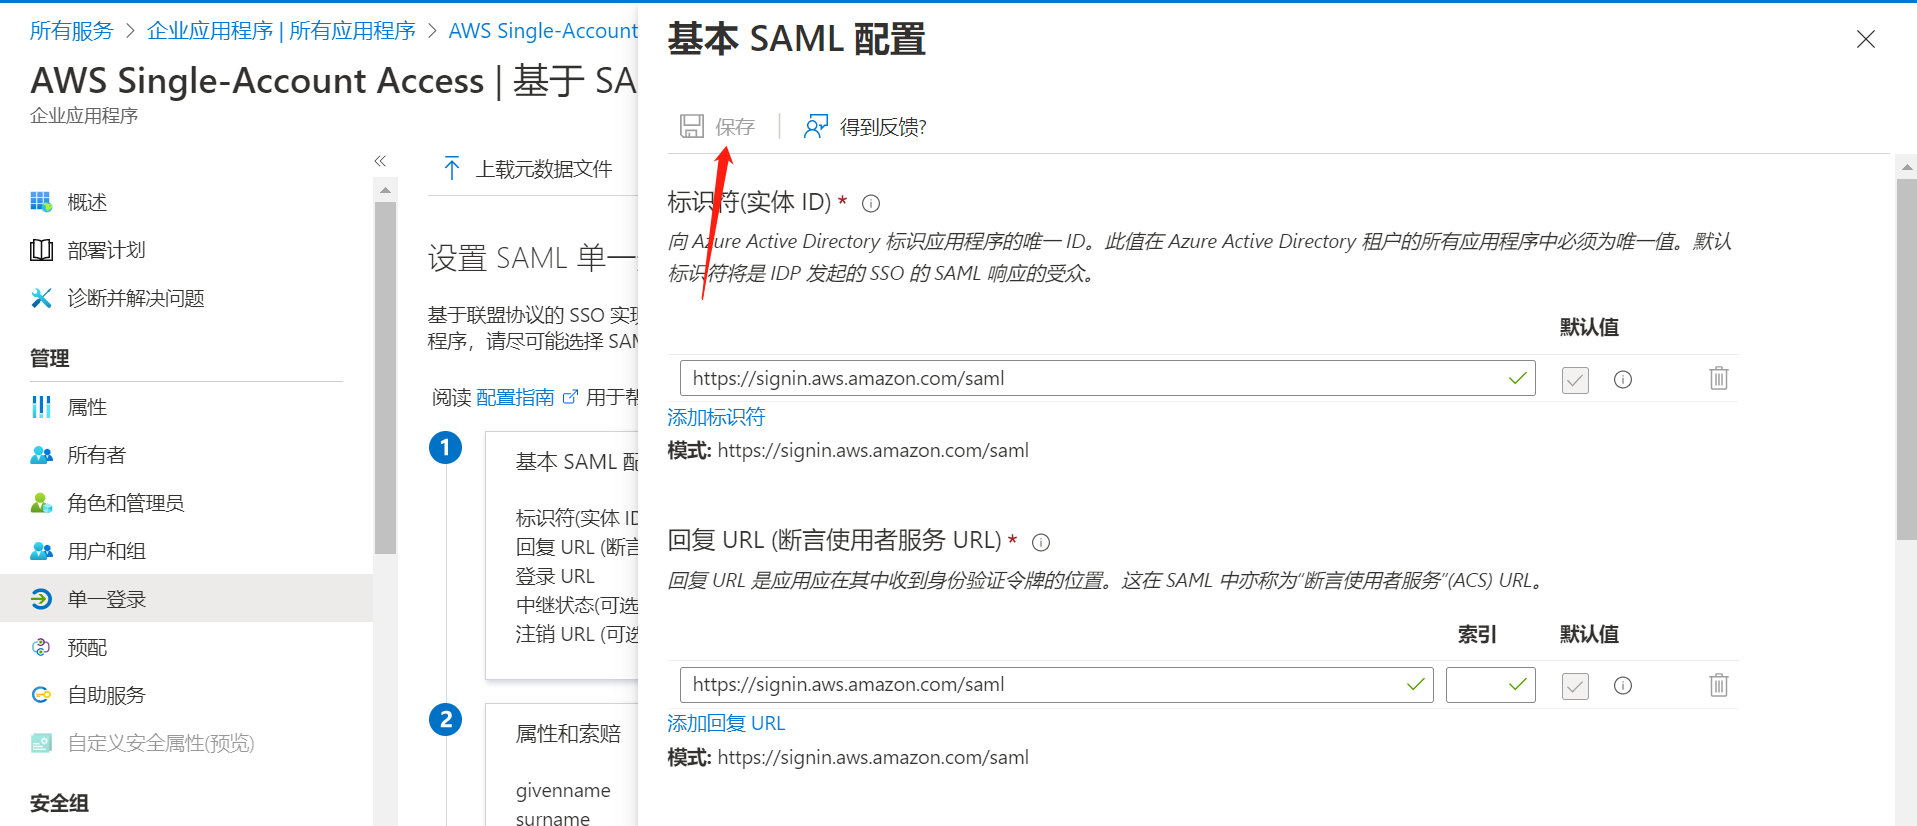 所有服务 > 企业应用程序 | 所有应用程序 > AWS Single-Account
AWS Single-Account Access | 基于 SA
企业应用程序
«
概述
部署计划
诊断并解决问题
管理
属性
所有者
角色和管理员
用户和组
单一登录
预配
自助服务
自定义安全属性(预览)
安全组
上载元数据文件
设置 SAML 单一
基于联盟协议的 SSO 实现
程序，请尽可能选择 SAM
阅读 配置指南 用于帮
1
基本 SAML 配
标识符(实体 ID
回复 URL (断言
登录 URL
中继状态(可选
注销 URL (可选
2
属性和索赔
givenname
surname
基本 SAML 配置
保存 | 得到反馈?
标识符(实体 ID) *
向 Azure Active Directory 标识应用程序的唯一 ID。此值在 Azure Active Directory 租户的所有应用程序中必须为唯一值。默认
标识符将是 IDP 发起的 SSO 的 SAML 响应的受众。
默认值
https://signin.aws.amazon.com/saml
添加标识符
模式: https://signin.aws.amazon.com/saml
回复 URL (断言使用者服务 URL) *
回复 URL 是应用应在其中收到身份验证令牌的位置。这在 SAML 中亦称为“断言使用者服务”(ACS) URL。
索引 默认值
https://signin.aws.amazon.com/saml
添加回复 URL
模式: https://signin.aws.amazon.com/saml